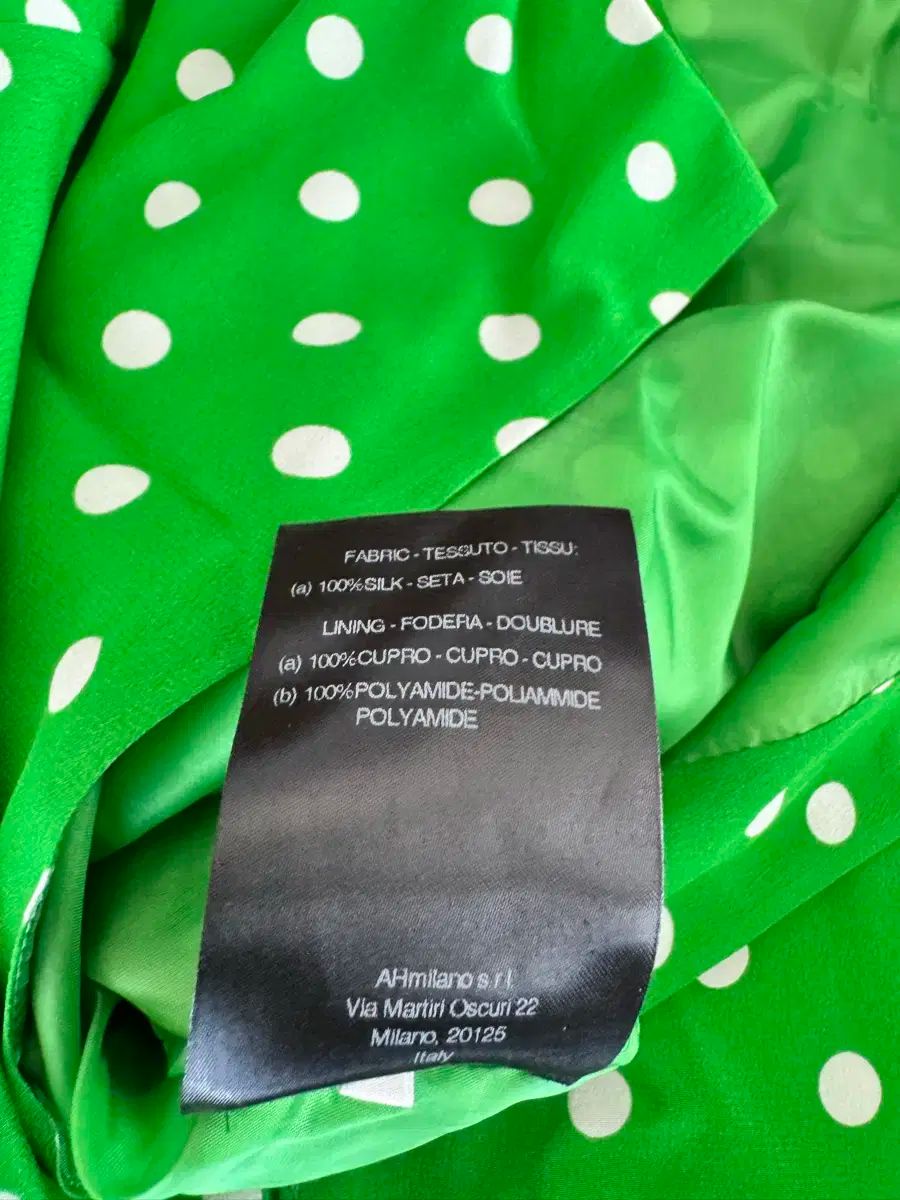 FABRIC - TESSUTO - TISSU:
(a) 100%SILK - SETA - SOIE
LINING - FODERA - DOUBLURE
(a) 100%CUPRO - CUPRO - CUPRO
(b) 100%POLYAMIDE-POLIAMMIDE
POLYAMIDE
AHmilano s.r.l.
Via Martiri Oscuri 22
Milano, 20125
Italy